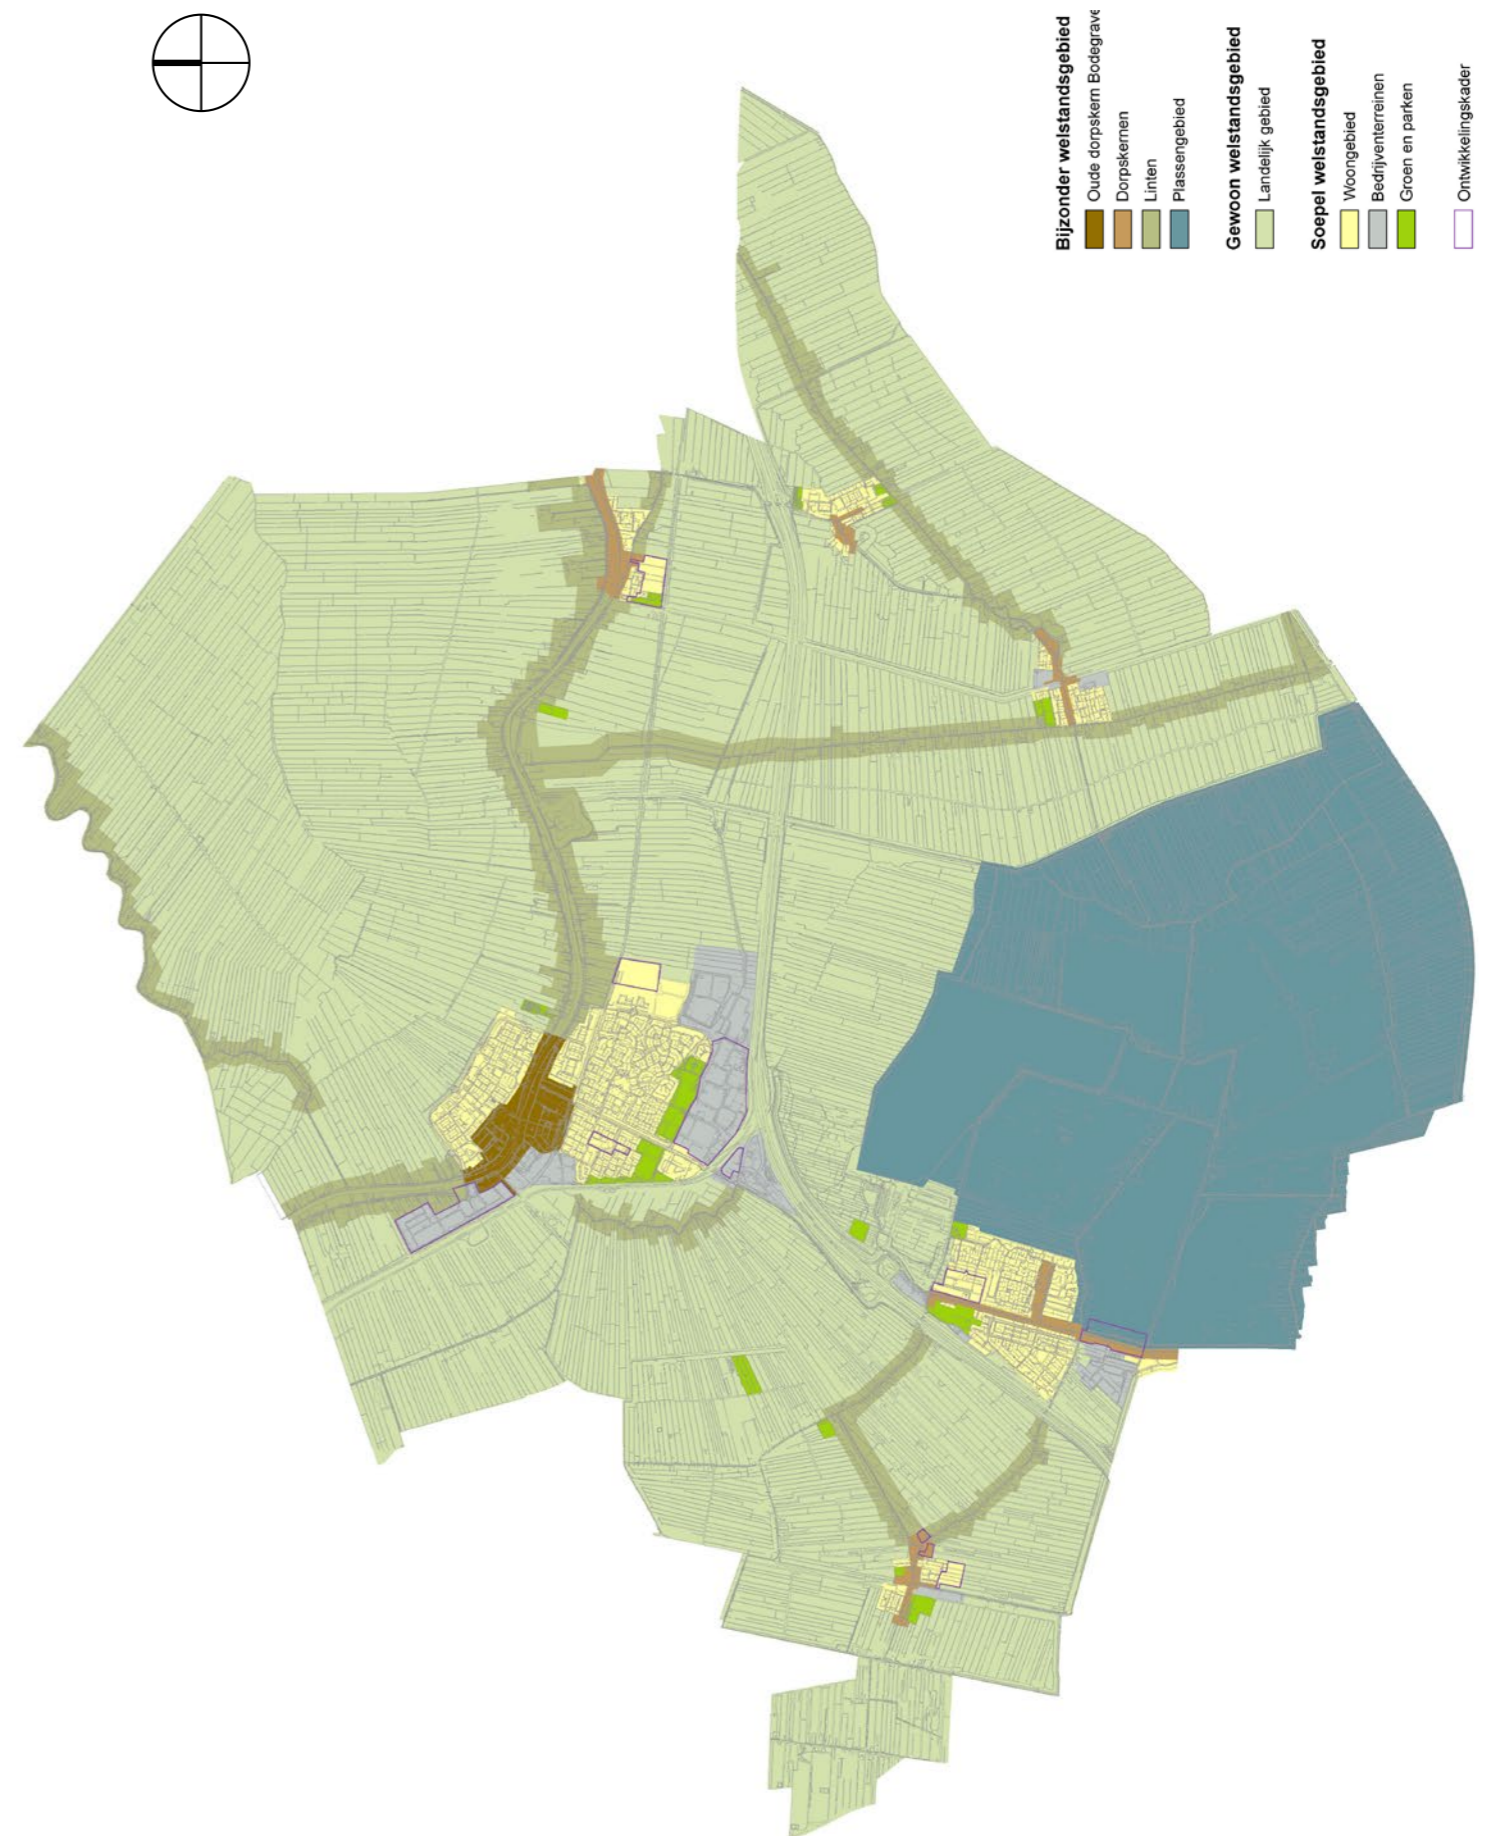 Bijzonder welstandsgebied
Oude dorpskern Bodegrave
Dorpskernen
Linten
Plassengebied
Gewoon welstandsgebied
Landelijk gebied
Soepel welstandsgebied
Woongebied
Bedrijventerreinen
Groen en parken
Ontwikkelingskader